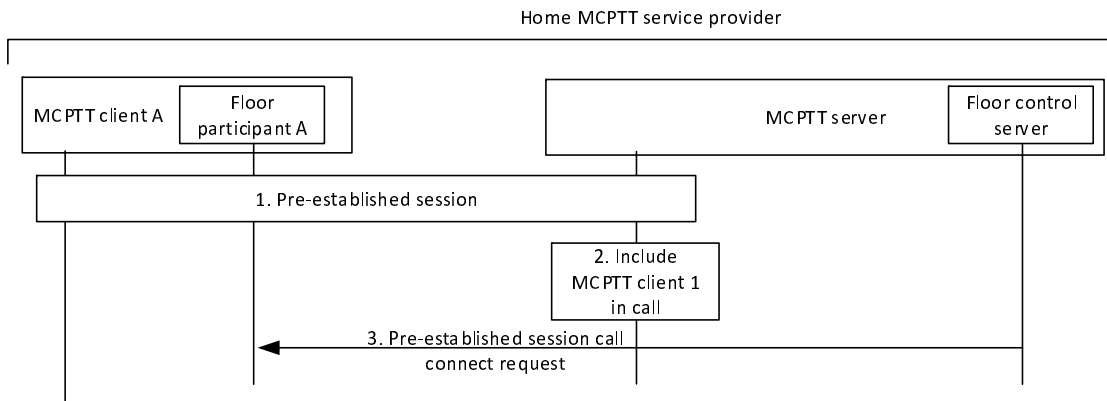 Home MCPTT service provider
MCPTT client A
Floor
participant A
MCPTT server
Floor control
server
1. Pre-established session
2. Include
MCPTT client 1
in call
3. Pre-established session call
connect request